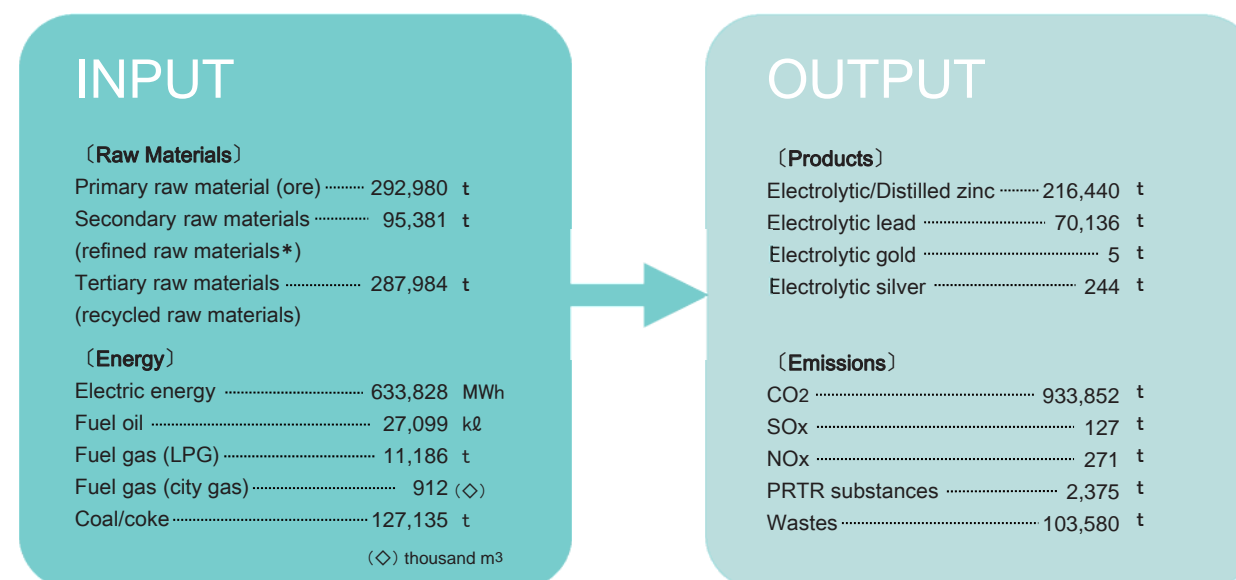 INPUT
〔Raw Materials〕
Primary raw material (ore) 292,980 t
Secondary raw materials 95,381 t
(refined raw materials*)
Tertiary raw materials 287,984 t
(recycled raw materials)
〔Energy〕
Electric energy 633,828 MWh
Fuel oil 27,099 kℓ
Fuel gas (LPG) 11,186 t
Fuel gas (city gas) 912 (◇)
Coal/coke 127,135 t
(◇) thousand m3
OUTPUT
〔Products〕
Electrolytic/Distilled zinc 216,440 t
Electrolytic lead 70,136 t
Electrolytic gold 5 t
Electrolytic silver 244 t
〔Emissions〕
CO2 933,852 t
SOx 127 t
NOx 271 t
PRTR substances 2,375 t
Wastes 103,580 t